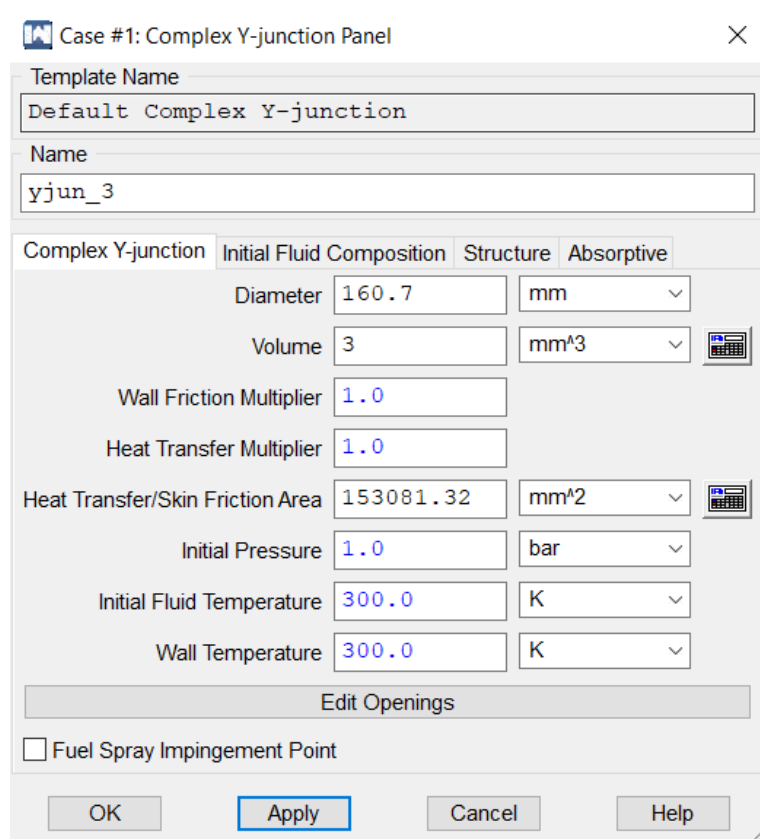 Case #1: Complex Y-junction Panel
Template Name
Default Complex Y-junction
Name
yjun_3
Complex Y-junction Initial Fluid Composition Structure Absorptive
Diameter 160.7 mm
Volume 3 mm^3
Wall Friction Multiplier 1.0
Heat Transfer Multiplier 1.0
Heat Transfer/Skin Friction Area 153081.32 mm^2
Initial Pressure 1.0 bar
Initial Fluid Temperature 300.0 K
Wall Temperature 300.0 K
Edit Openings
Fuel Spray Impingement Point
OK Apply Cancel Help